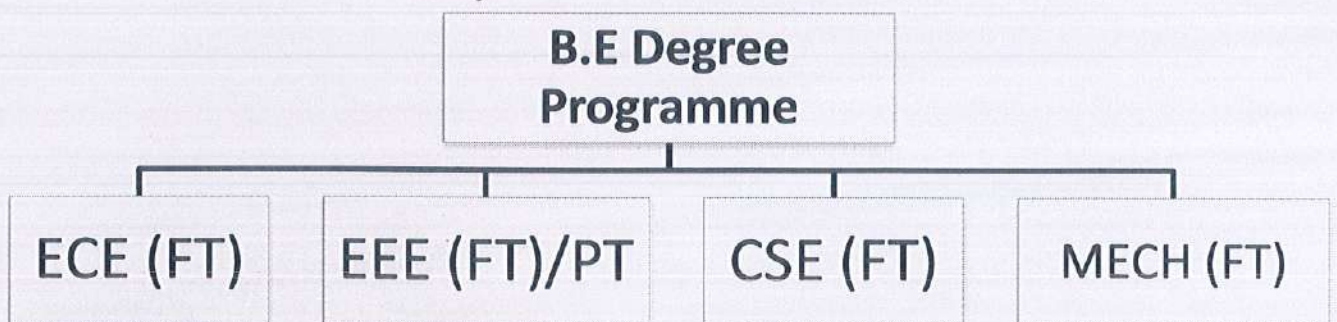 B.E Degree
Programme
ECE (FT)
EEE (FT)/PT
CSE (FT)
MECH (FT)